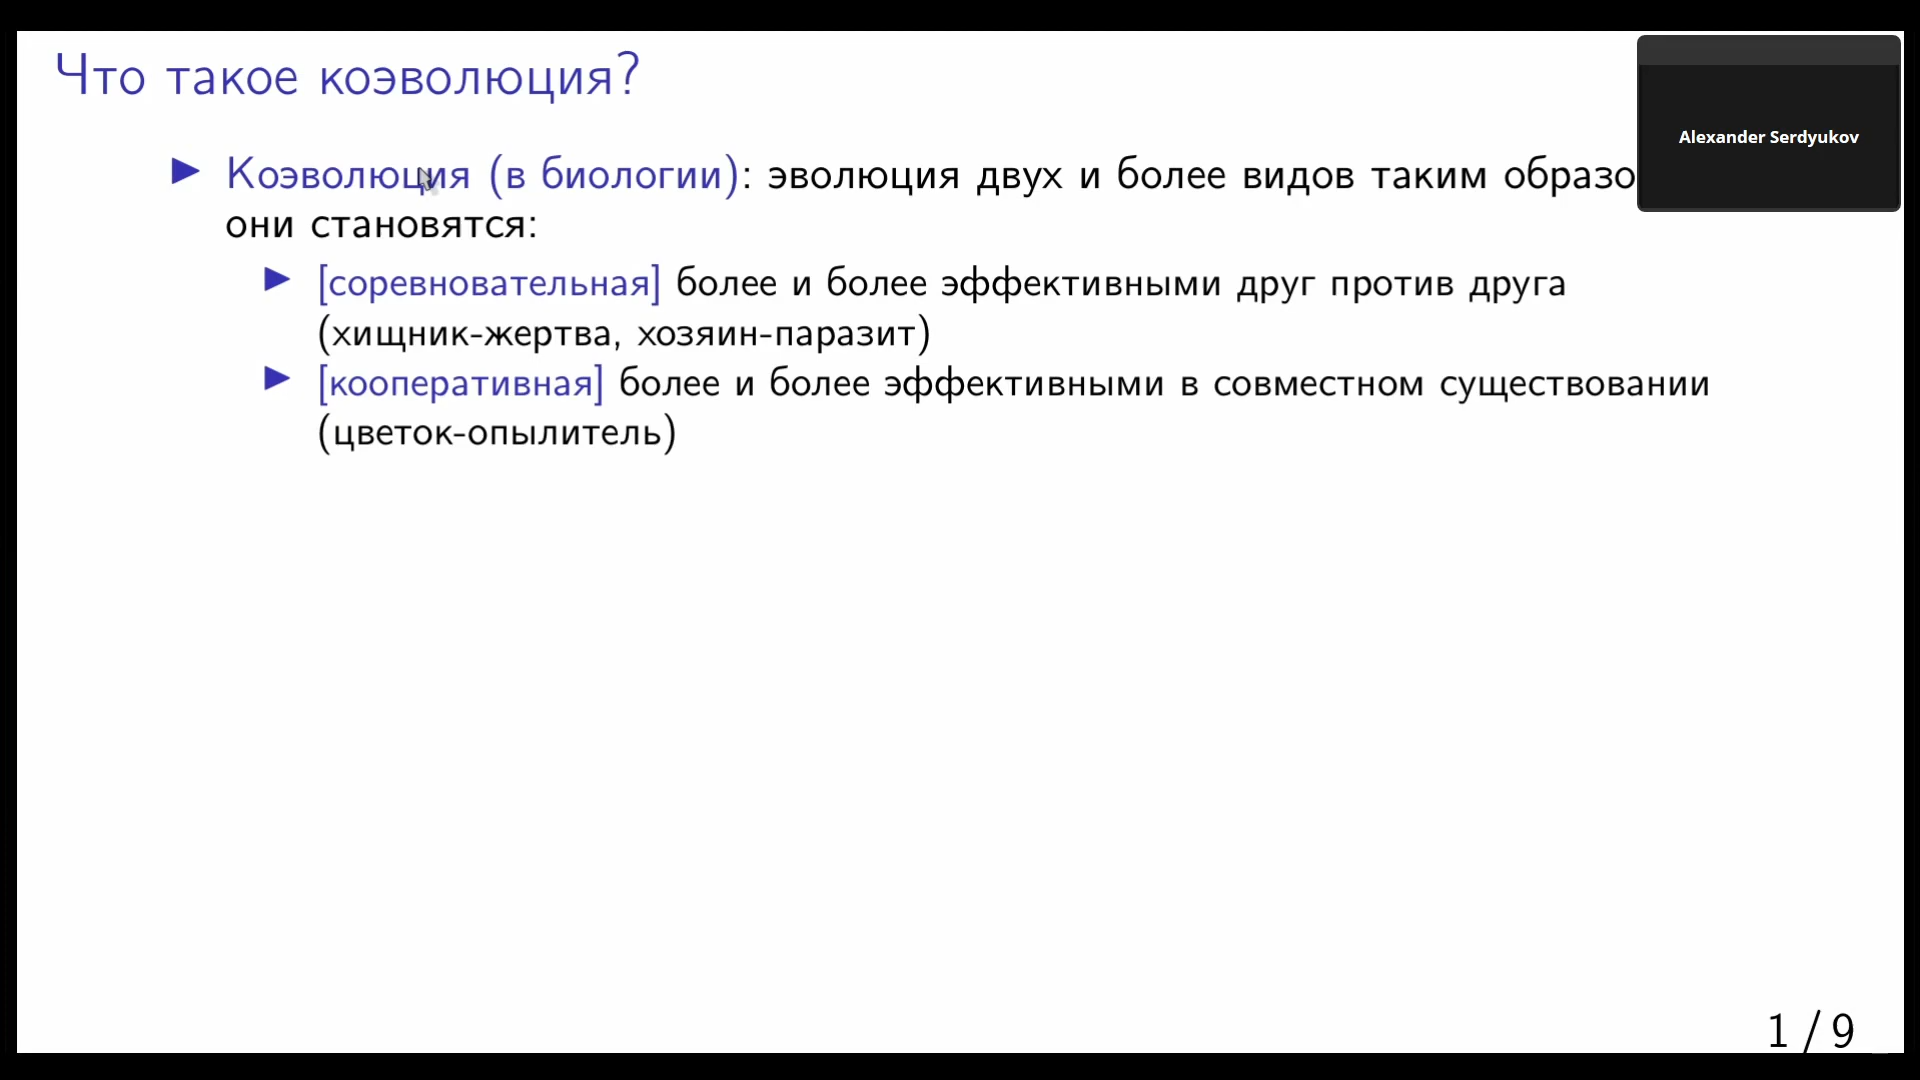 Что такое коэволюция?
Alexander Serdyukov
▶ Коэволюция (в биологии): эволюция двух и более видов таким
они становятся:
▶ [соревновательная] более и более эффективными друг против друга
(хищник-жертва, хозяин-паразит)
▶ [кооперативная] более и более эффективными в совместном существовании
(цветок-опылитель)
1 / 9